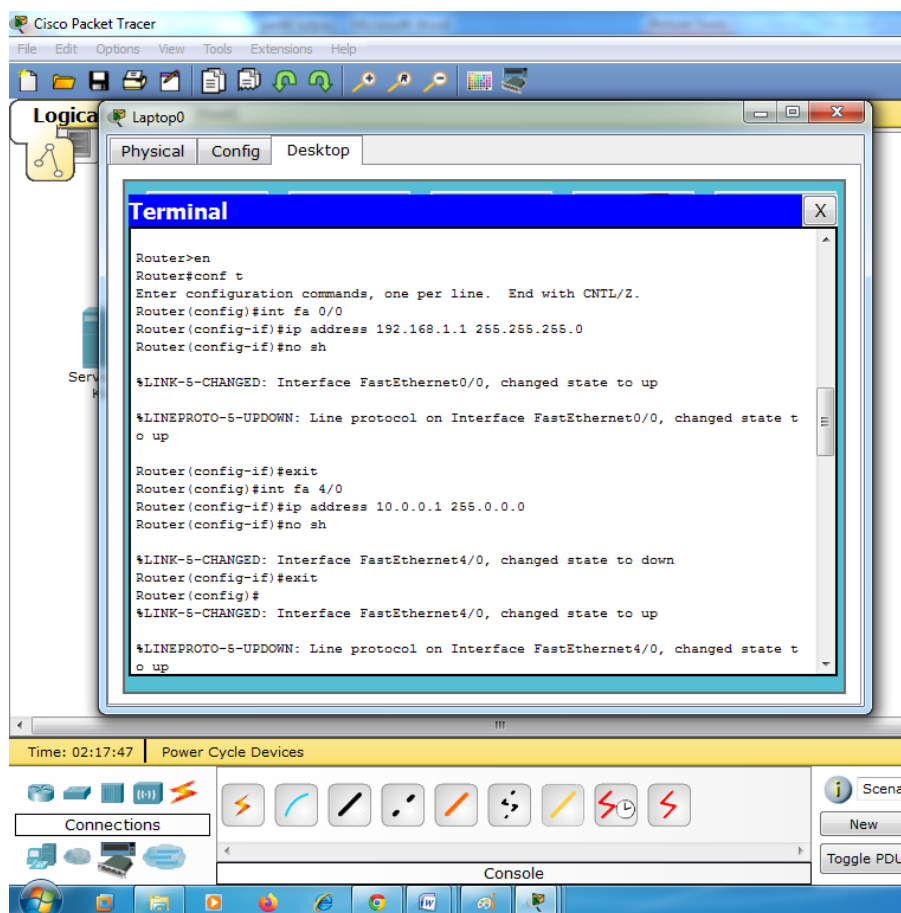 Cisco Packet Tracer
File Edit Options View Tools Extensions Help
Logica
Laptop0
Physical Config Desktop
Terminal
X
Router>en
Router#conf t
Enter configuration commands, one per line. End with CNTL/Z.
Router(config)#int fa 0/0
Router(config-if)#ip address 192.168.1.1 255.255.255.0
Router(config-if)#no sh
%LINK-5-CHANGED: Interface FastEthernet0/0, changed state to up
%LINEPROTO-5-UPDOWN: Line protocol on Interface FastEthernet0/0, changed state t
o up
Router(config-if)#exit
Router(config)#int fa 4/0
Router(config-if)#ip address 10.0.0.1 255.0.0.0
Router(config-if)#no sh
%LINK-5-CHANGED: Interface FastEthernet4/0, changed state to down
Router(config-if)#exit
Router(config)#
%LINK-5-CHANGED: Interface FastEthernet4/0, changed state to up
%LINEPROTO-5-UPDOWN: Line protocol on Interface FastEthernet4/0, changed state t
o up
Serv
Time: 02:17:47 Power Cycle Devices
Connections
Console
Scena
New
Toggle PDU